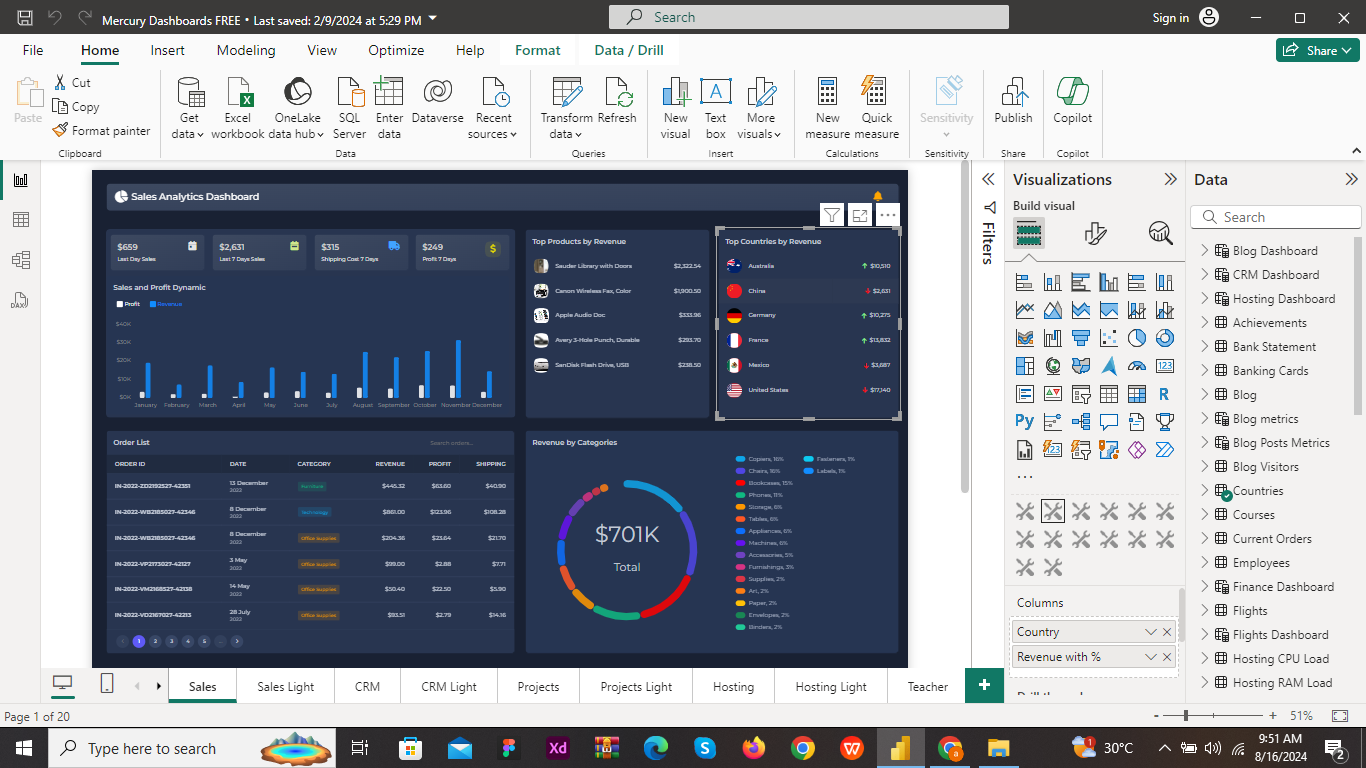 Mercury Dashboards FREE • Last saved: 2/9/2024 at 5:29 PM
Search
Sign in
File
Home
Insert
Modeling
View
Optimize
Help
Format
Data / Drill
Share
Paste
Cut
Copy
Format painter
Clipboard
Get data
Excel workbook
OneLake data hub
SQL Server
Enter data
Dataverse
Recent sources
Data
Transform data
Refresh
Queries
New visual
Text box
More visuals
Insert
New measure
Quick measure
Calculations
Sensitivity
Sensitivity
Publish
Share
Copilot
Copilot
Sales Analytics Dashboard
$659
Last Day Sales
$2,631
Last 7 Days Sales
$315
Shipping Cost 7 Days
$249
Profit 7 Days
Sales and Profit Dynamic
Profit Revenue
$40K
$30K
$20K
$10K
$0K
January February March April May June July August September October November December
Top Products by Revenue
Sauder Library with Doors $2,322.54
Canon Wireless Fax, Color $1,900.50
Apple Audio Doc $333.96
Avery 3-Hole Punch, Durable $293.70
SanDisk Flash Drive, USB $238.50
Top Countries by Revenue
Australia $10,510
China $2,631
Germany $10,275
France $13,832
Mexico $3,687
United States $17,140
Order List
Search orders...
ORDER ID DATE CATEGORY REVENUE PROFIT SHIPPING
IN-2022-ZD2192527-42351 13 December 2022 Furniture $445.32 $63.60 $40.90
IN-2022-WB2185027-42346 8 December 2022 Technology $861.00 $123.96 $108.28
IN-2022-WB2185027-42346 8 December 2022 Office Supplies $204.36 $23.64 $21.70
IN-2022-VP2173027-42127 3 May 2022 Office Supplies $99.00 $2.88 $7.71
IN-2022-VM2168527-42138 14 May 2022 Office Supplies $50.40 $22.50 $5.90
IN-2022-VD2167027-42213 28 July 2022 Office Supplies $93.51 $2.79 $14.16
1 2 3 4 5 ...
Revenue by Categories
$701K
Total
Copiers, 16%
Chairs, 16%
Bookcases, 15%
Phones, 11%
Storage, 6%
Tables, 6%
Appliances, 6%
Machines, 6%
Accessories, 5%
Furnishings, 3%
Supplies, 2%
Art, 2%
Paper, 2%
Envelopes, 2%
Binders, 2%
Fasteners, 1%
Labels, 1%
Filters
Visualizations
Build visual
123
R
Py
123
...
Columns
Country
Revenue with %
Data
Search
Blog Dashboard
CRM Dashboard
Hosting Dashboard
Achievements
Bank Statement
Banking Cards
Blog
Blog metrics
Blog Posts Metrics
Blog Visitors
Countries
Courses
Current Orders
Employees
Finance Dashboard
Flights
Flights Dashboard
Hosting CPU Load
Hosting RAM Load
Sales
Sales Light
CRM
CRM Light
Projects
Projects Light
Hosting
Hosting Light
Teacher
+
Page 1 of 20
- + 51%
Type here to search
Xd
1
30°C
9:51 AM
8/16/2024
2